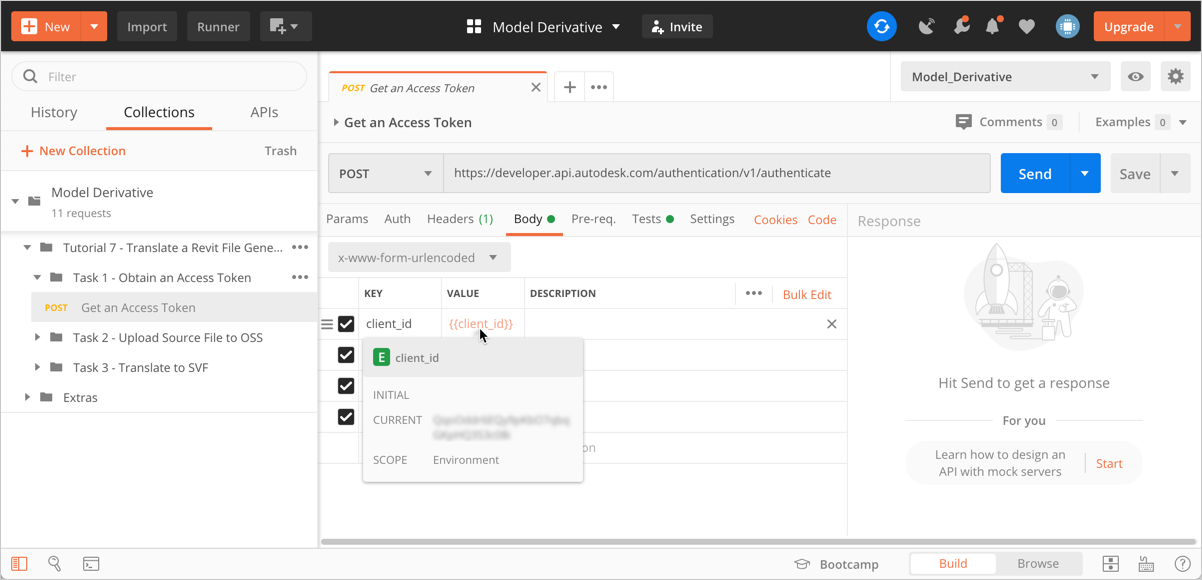 New
Import
Runner
Model Derivative
Invite
Upgrade
Filter
History
Collections
APIs
New Collection
Trash
Model Derivative
11 requests
Tutorial 7 - Translate a Revit File Gene...
Task 1 - Obtain an Access Token
POST Get an Access Token
Task 2 - Upload Source File to OSS
Task 3 - Translate to SVF
Extras
POST Get an Access Token
Model_Derivative
Get an Access Token
Comments 0
Examples 0
POST
https://developer.api.autodesk.com/authentication/v1/authenticate
Send
Save
Params
Auth
Headers (1)
Body
Pre-req.
Tests
Settings
Cookies
Code
x-www-form-urlencoded
KEY
VALUE
DESCRIPTION
Bulk Edit
client_id
{{client_id}}
E client_id
INITIAL
CURRENT
SCOPE Environment
on
Response
Hit Send to get a response
For you
Learn how to design an
API with mock servers
Start
Bootcamp
Build
Browse